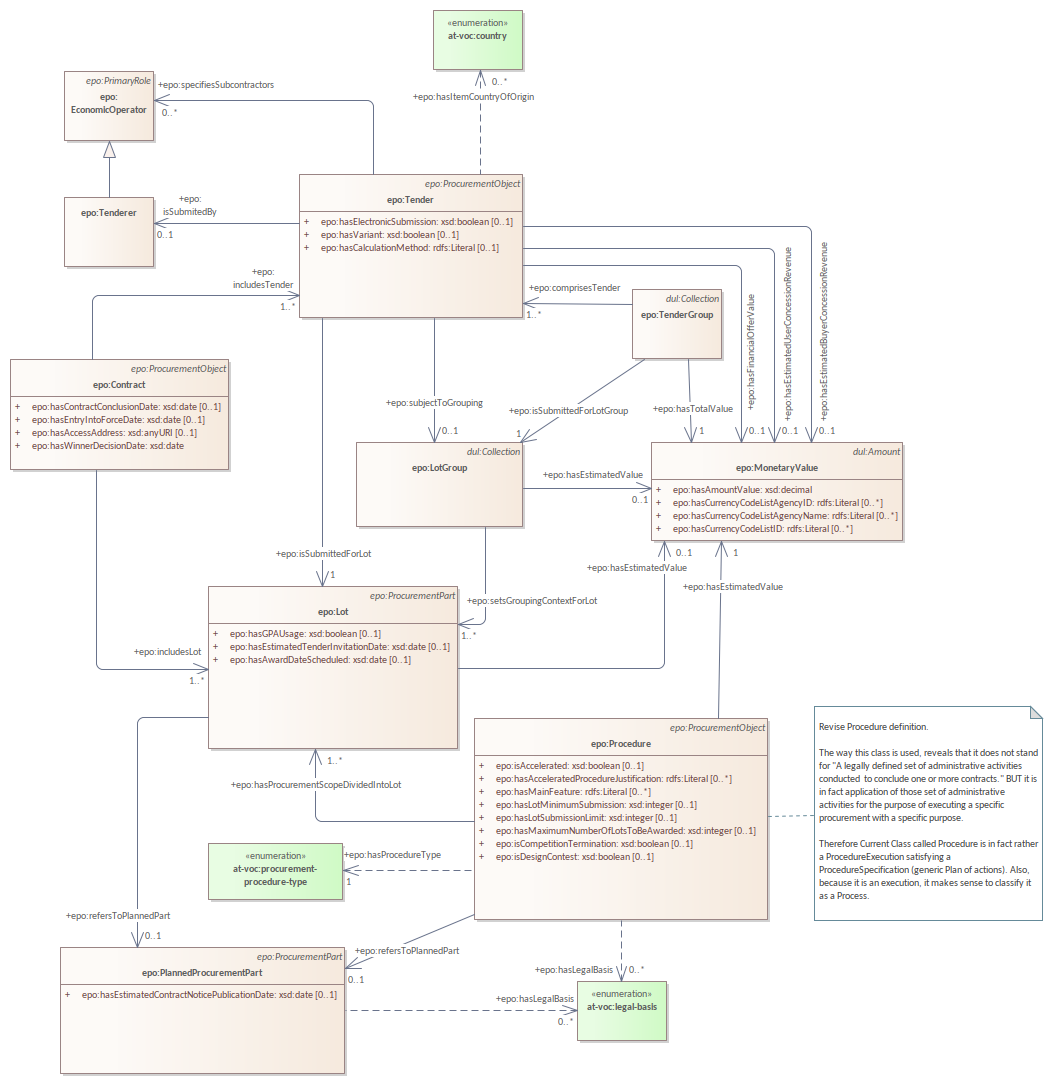 «enumeration»
at-voc:country
0..*
+epo:hasItemCountryOfOrigin
epo:PrimaryRole
epo:
EconomicOperator
+epo:specifiesSubcontractors
0..*
epo:Tenderer
+epo:
isSubmitedBy
0..1
epo:ProcurementObject
epo:Tender
+ epo:hasElectronicSubmission: xsd:boolean [0..1]
+ epo:hasVariant: xsd:boolean [0..1]
+ epo:hasCalculationMethod: rdfs:Literal [0..1]
+epo:
includesTender
1..*
+epo:comprisesTender
1..*
dul:Collection
epo:TenderGroup
+epo:hasFinancialOfferValue
0..1
+epo:hasEstimatedUserConcessionRevenue
0..1
+epo:hasEstimatedBuyerConcessionRevenue
0..1
epo:ProcurementObject
epo:Contract
+ epo:hasContractConclusionDate: xsd:date [0..1]
+ epo:hasEntryIntoForceDate: xsd:date [0..1]
+ epo:hasAccessAddress: xsd:anyURI [0..1]
+ epo:hasWinnerDecisionDate: xsd:date
+epo:subjectToGrouping
0..1
+epo:isSubmittedForLotGroup
1
+epo:hasTotalValue
1
dul:Collection
epo:LotGroup
+epo:hasEstimatedValue
0..1
dul:Amount
epo:MonetaryValue
+ epo:hasAmountValue: xsd:decimal
+ epo:hasCurrencyCodeListAgencyID: rdfs:Literal [0..*]
+ epo:hasCurrencyCodeListAgencyName: rdfs:Literal [0..*]
+ epo:hasCurrencyCodeListID: rdfs:Literal [0..*]
+epo:isSubmittedForLot
1
0..1
+epo:hasEstimatedValue
1
+epo:hasEstimatedValue
+epo:setsGroupingContextForLot
1..*
epo:ProcurementPart
epo:Lot
+ epo:hasGPAUsage: xsd:boolean [0..1]
+ epo:hasEstimatedTenderInvitationDate: xsd:date [0..1]
+ epo:hasAwardDateScheduled: xsd:date [0..1]
+epo:includesLot
1..*
1..*
+epo:hasProcurementScopeDividedIntoLot
epo:ProcurementObject
epo:Procedure
+ epo:isAccelerated: xsd:boolean [0..1]
+ epo:hasAcceleratedProcedureJustification: rdfs:Literal [0..*]
+ epo:hasMainFeature: rdfs:Literal [0..*]
+ epo:hasLotMinimumSubmission: xsd:integer [0..1]
+ epo:hasLotSubmissionLimit: xsd:integer [0..1]
+ epo:hasMaximumNumberOfLotsToBeAwarded: xsd:integer [0..1]
+ epo:isCompetitionTermination: xsd:boolean [0..1]
+ epo:isDesignContest: xsd:boolean [0..1]
Revise Procedure definition.
The way this class is used, reveals that it does not stand
for "A legally defined set of administrative activities
conducted  to conclude one or more contracts." BUT it is
in fact application of those set of administrative
activities for the purpose of executing a specific
procurement with a specific purpose.
Therefore Current Class called Procedure is in fact rather
a ProcedureExecution satisfying a
ProcedureSpecification (generic Plan of actions). Also,
because it is an execution, it makes sense to classify it
as a Process.
«enumeration»
at-voc:procurement-
procedure-type
+epo:hasProcedureType
1
+epo:refersToPlannedPart
0..1
+epo:refersToPlannedPart
0..1
epo:ProcurementPart
epo:PlannedProcurementPart
+ epo:hasEstimatedContractNoticePublicationDate: xsd:date [0..1]
+epo:hasLegalBasis
0..*
+epo:hasLegalBasis
0..*
«enumeration»
at-voc:legal-basis